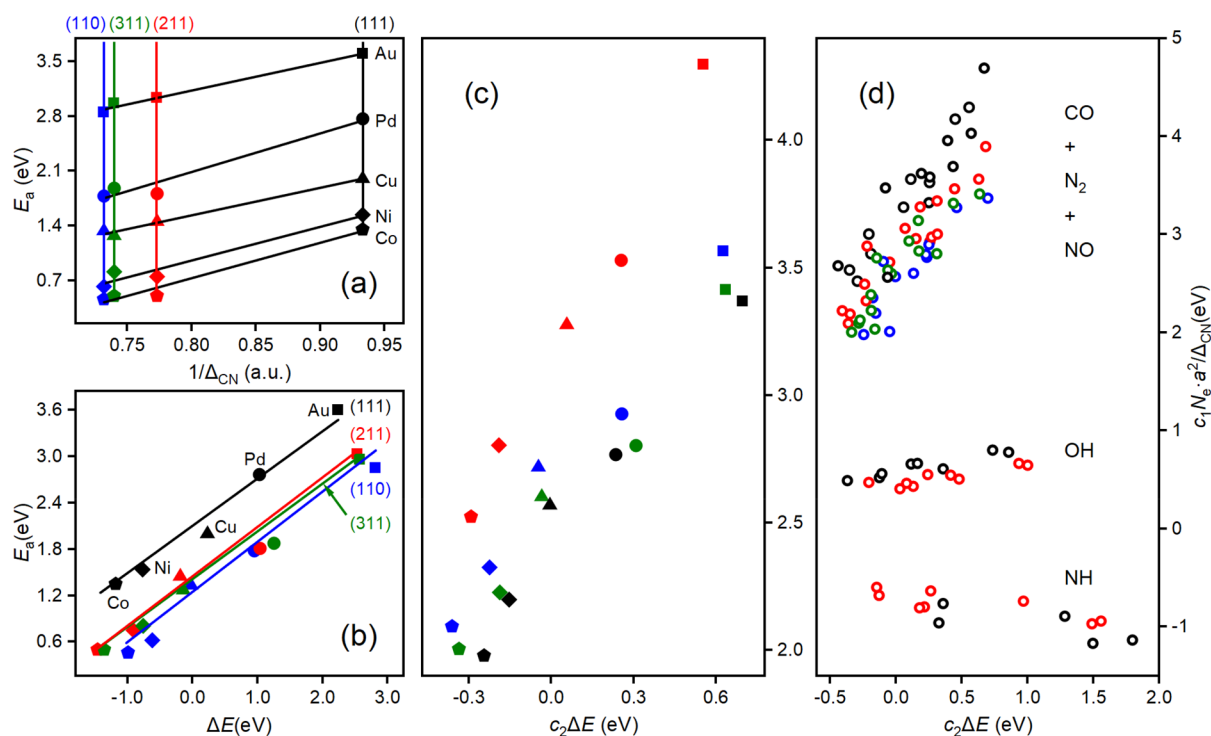 (110) (311) (211) (111)
3.5
2.8
2.1
1.4
0.7
E_a (eV)
Au
Pd
Cu
Ni
Co
(a)
0.75 0.80 0.85 0.90 0.95
1/Δ_CN (a.u.)
3.6
3.0
2.4
1.8
1.2
0.6
E_a(eV)
Au
(111)
(211)
Pd
(110)
(311)
Cu
Ni
Co
(b)
-1.0 0.0 1.0 2.0 3.0
ΔE(eV)
(c)
4.0
3.5
3.0
2.5
2.0
-0.3 0.0 0.3 0.6
c₂ΔE (eV)
(d)
CO
+
N₂
+
NO
OH
NH
5
4
3
2
1
0
-1
c₁Nₑ·a²/Δ_CN(eV)
-0.5 0.0 0.5 1.0 1.5 2.0
c₂ΔE (eV)